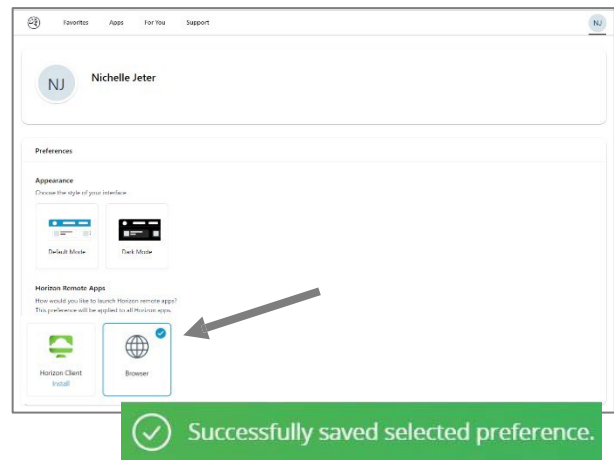 Favorites Apps For You Support NJ
NJ Nichelle Jeter
Preferences
Appearance
Choose the style of your interface
Default Mode Dark Mode
Horizon Remote Apps
How would you like to launch Horizon remote apps?
This preference will be applied to all Horizon apps.
Horizon Client Browser
Install
Successfully saved selected preference.